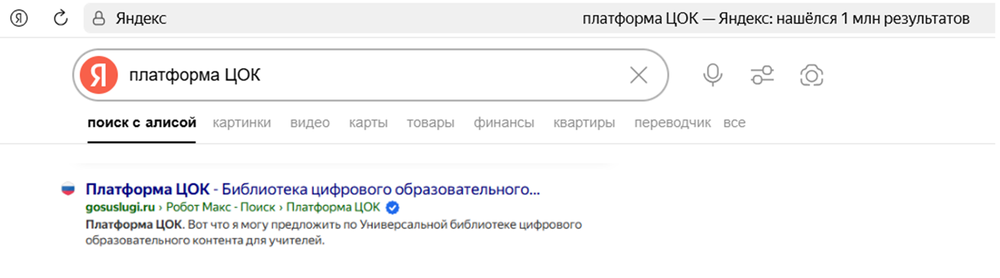 Яндекс платформа ЦОК — Яндекс: нашёлся 1 млн результатов
Я платформа ЦОК
поиск с алисой картинки видео карты товары финансы квартиры переводчик все
Платформа ЦОК - Библиотека цифрового образовательного...
gosuslugi.ru › Робот Макс - Поиск › Платформа ЦОК
Платформа ЦОК. Вот что я могу предложить по Универсальной библиотеке цифрового
образовательного контента для учителей.